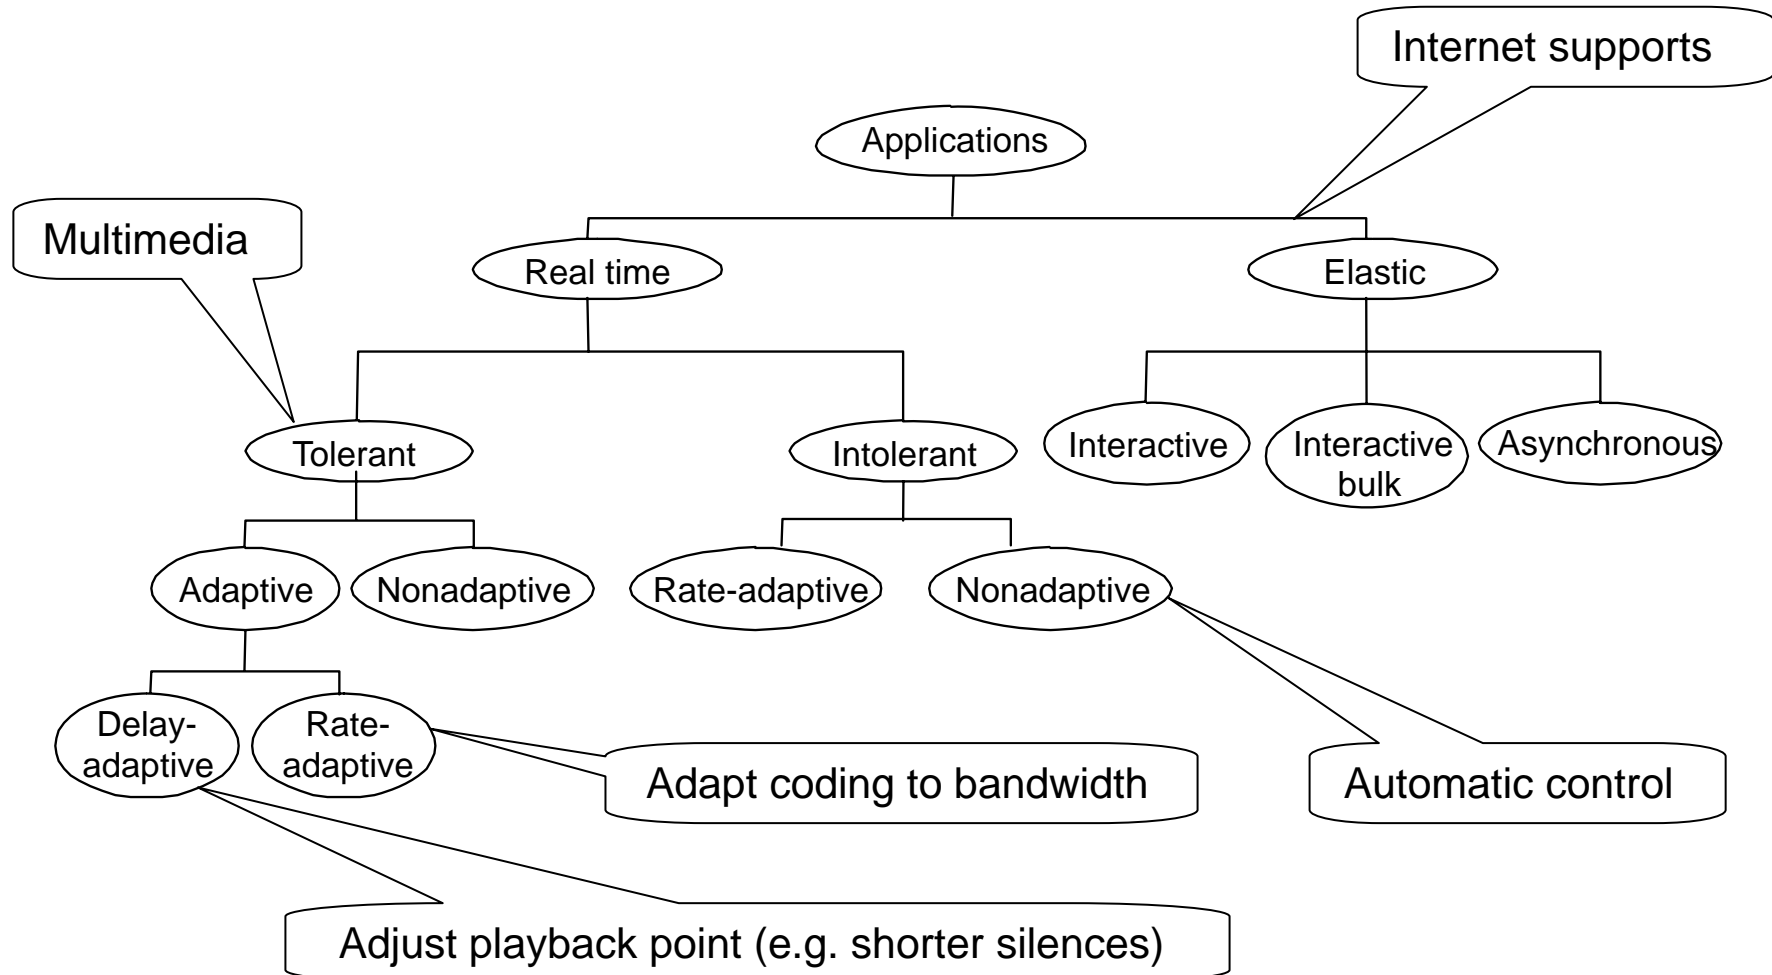 Internet supports
Applications
Multimedia
Real time
Elastic
Tolerant
Intolerant
Interactive
Interactive
bulk
Asynchronous
Adaptive
Nonadaptive
Rate-adaptive
Nonadaptive
Delay-
adaptive
Rate-
adaptive
Adapt coding to bandwidth
Automatic control
Adjust playback point (e.g. shorter silences)